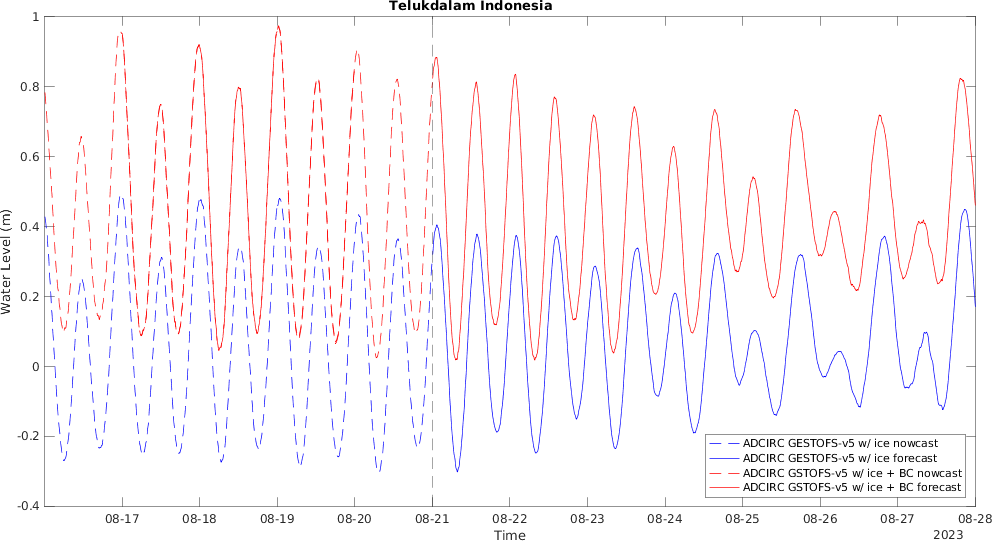 Telukdalam Indonesia
1
0.8
0.6
0.4
0.2
0
-0.2
-0.4
Water Level (m)
08-17 08-18 08-19 08-20 08-21 08-22 08-23 08-24 08-25 08-26 08-27 08-28
Time
2023
ADCIRC GESTOFS-v5 w/ ice nowcast
ADCIRC GESTOFS-v5 w/ ice forecast
ADCIRC GSTOFS-v5 w/ ice + BC nowcast
ADCIRC GSTOFS-v5 w/ ice + BC forecast